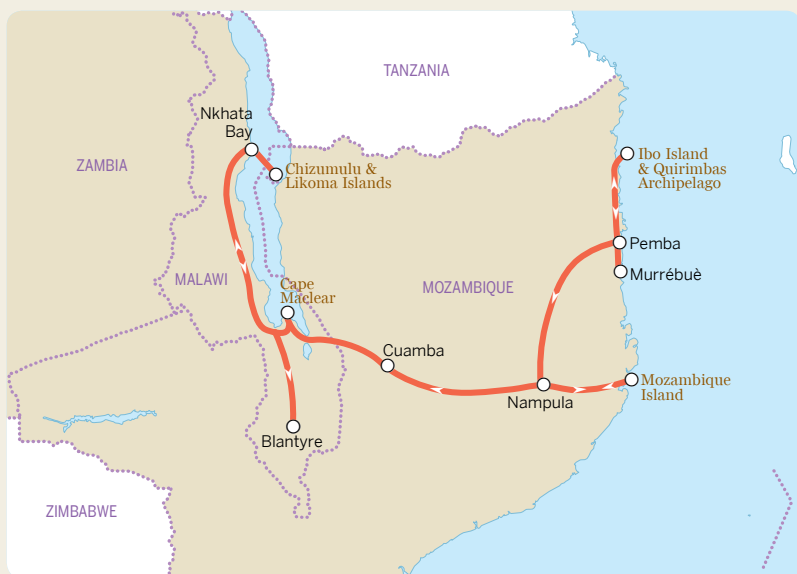 TANZANIA
Nkhata
Bay
ZAMBIA
Chizumulu &
Likoma Islands
Ibo Island
& Quirimbas
Archipelago
Pemba
Murrébuè
MALAWI
Cape
Maclear
MOZAMBIQUE
Cuamba
Mozambique
Island
Nampula
Blantyre
ZIMBABWE